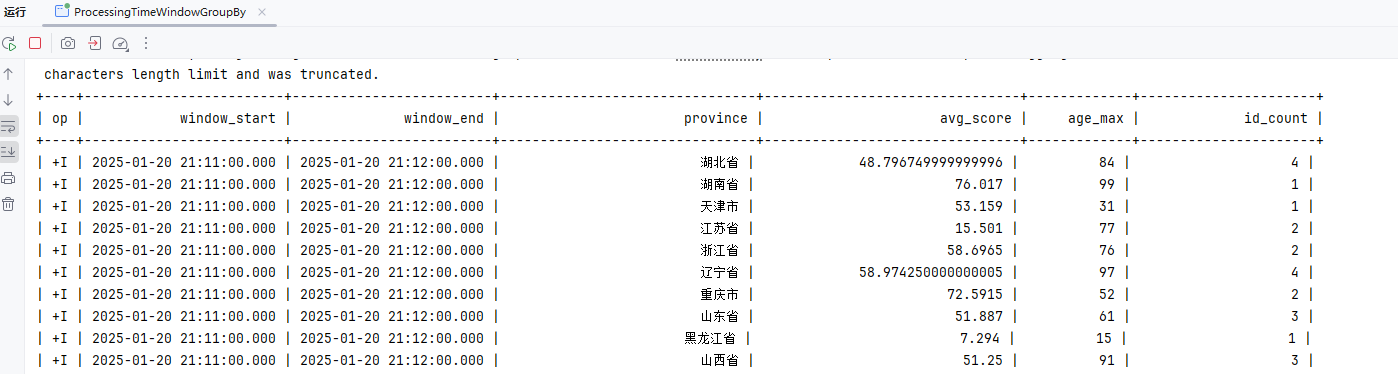 运行 ProcessingTimeWindowGroupBy
characters length limit and was truncated.
+----+-------------------------+-------------------------+--------------------------------+--------------------------------+-------------+----------------------+
| op | window_start | window_end | province | avg_score | age_max | id_count |
+----+-------------------------+-------------------------+--------------------------------+--------------------------------+-------------+----------------------+
| +I | 2025-01-20 21:11:00.000 | 2025-01-20 21:12:00.000 | 湖北省 | 48.796749999999996 | 84 | 4 |
| +I | 2025-01-20 21:11:00.000 | 2025-01-20 21:12:00.000 | 湖南省 | 76.017 | 99 | 1 |
| +I | 2025-01-20 21:11:00.000 | 2025-01-20 21:12:00.000 | 天津市 | 53.159 | 31 | 1 |
| +I | 2025-01-20 21:11:00.000 | 2025-01-20 21:12:00.000 | 江苏省 | 15.501 | 77 | 2 |
| +I | 2025-01-20 21:11:00.000 | 2025-01-20 21:12:00.000 | 浙江省 | 58.6965 | 76 | 2 |
| +I | 2025-01-20 21:11:00.000 | 2025-01-20 21:12:00.000 | 辽宁省 | 58.974250000000005 | 97 | 4 |
| +I | 2025-01-20 21:11:00.000 | 2025-01-20 21:12:00.000 | 重庆市 | 72.5915 | 52 | 2 |
| +I | 2025-01-20 21:11:00.000 | 2025-01-20 21:12:00.000 | 山东省 | 51.887 | 61 | 3 |
| +I | 2025-01-20 21:11:00.000 | 2025-01-20 21:12:00.000 | 黑龙江省 | 7.294 | 15 | 1 |
| +I | 2025-01-20 21:11:00.000 | 2025-01-20 21:12:00.000 | 山西省 | 51.25 | 91 | 3 |